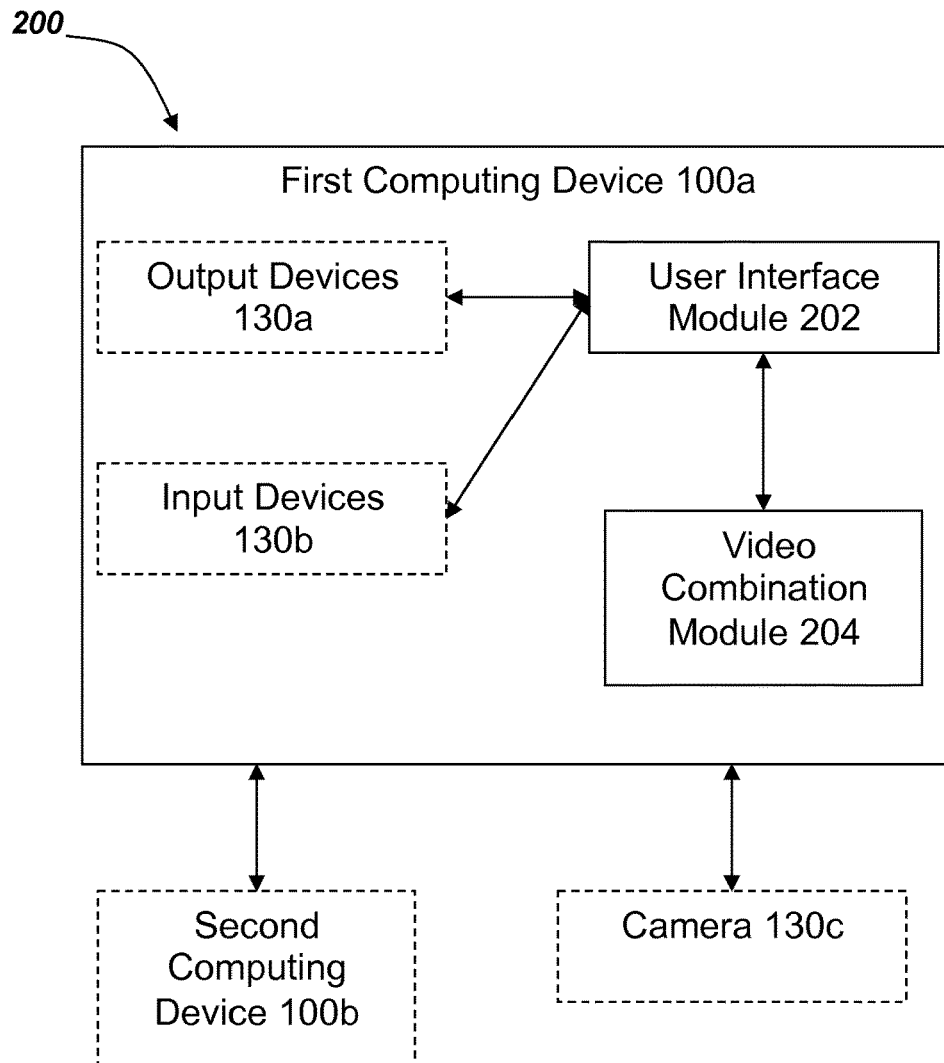 200
First Computing Device 100a
Output Devices
130a
User Interface
Module 202
Input Devices
130b
Video
Combination
Module 204
Second
Computing
Device 100b
Camera 130c